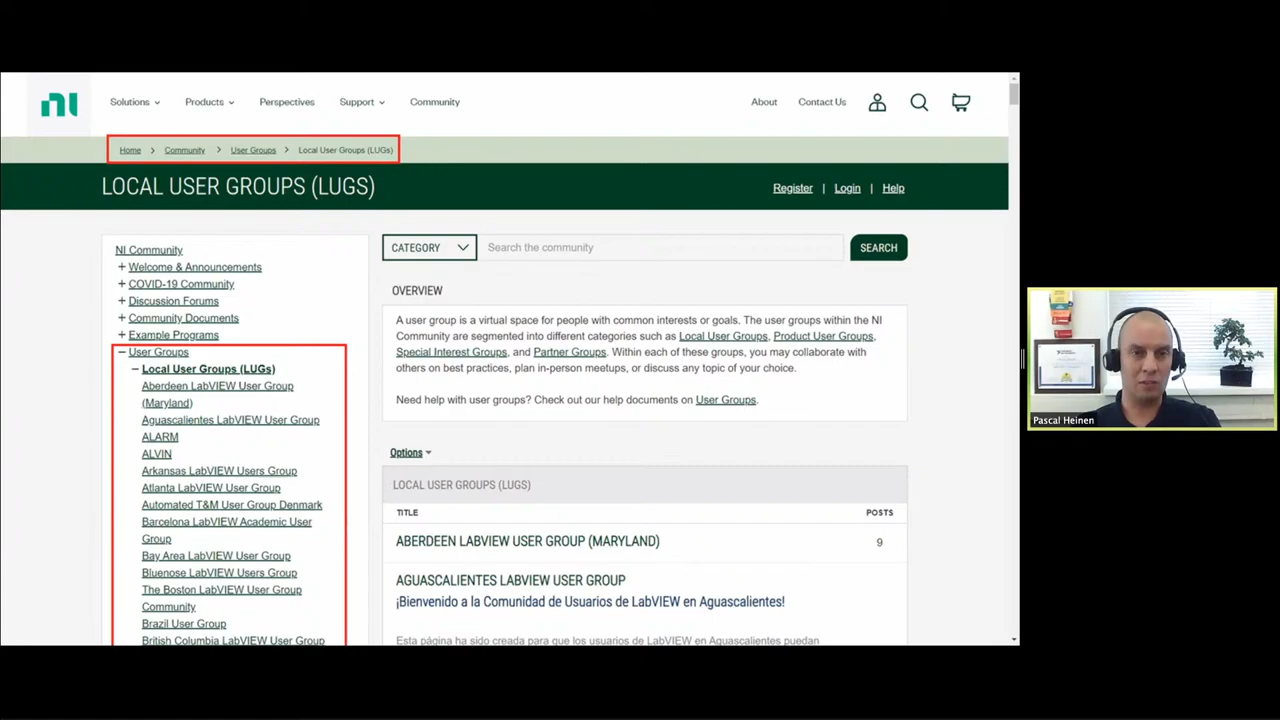 ni
Solutions Products Perspectives Support Community About Contact Us
Home > Community > User Groups > Local User Groups (LUGs)
LOCAL USER GROUPS (LUGS)
Register | Login | Help
NI Community
+ Welcome & Announcements
+ COVID-19 Community
+ Discussion Forums
+ Community Documents
+ Example Programs
– User Groups
– Local User Groups (LUGs)
Aberdeen LabVIEW User Group
(Maryland)
Aguascalientes LabVIEW User Group
ALARM
ALVIN
Arkansas LabVIEW Users Group
Atlanta LabVIEW User Group
Automated T&M User Group Denmark
Barcelona LabVIEW Academic User
Group
Bay Area LabVIEW User Group
Bluenose LabVIEW Users Group
The Boston LabVIEW User Group
Community
Brazil User Group
British Columbia LabVIEW User Group
CATEGORY
Search the community
SEARCH
OVERVIEW
A user group is a virtual space for people with common interests or goals. The user groups within the NI
Community are segmented into different categories such as Local User Groups, Product User Groups,
Special Interest Groups, and Partner Groups. Within each of these groups, you may collaborate with
others on best practices, plan in-person meetups, or discuss any topic of your choice.
Need help with user groups? Check out our help documents on User Groups.
Options
LOCAL USER GROUPS (LUGS)
TITLE POSTS
ABERDEEN LABVIEW USER GROUP (MARYLAND) 9
AGUASCALIENTES LABVIEW USER GROUP
¡Bienvenido a la Comunidad de Usuarios de LabVIEW en Aguascalientes!
Esta página ha sido creada para que los usuarios de LabVIEW en Aguascalientes puedan
Pascal Heinen